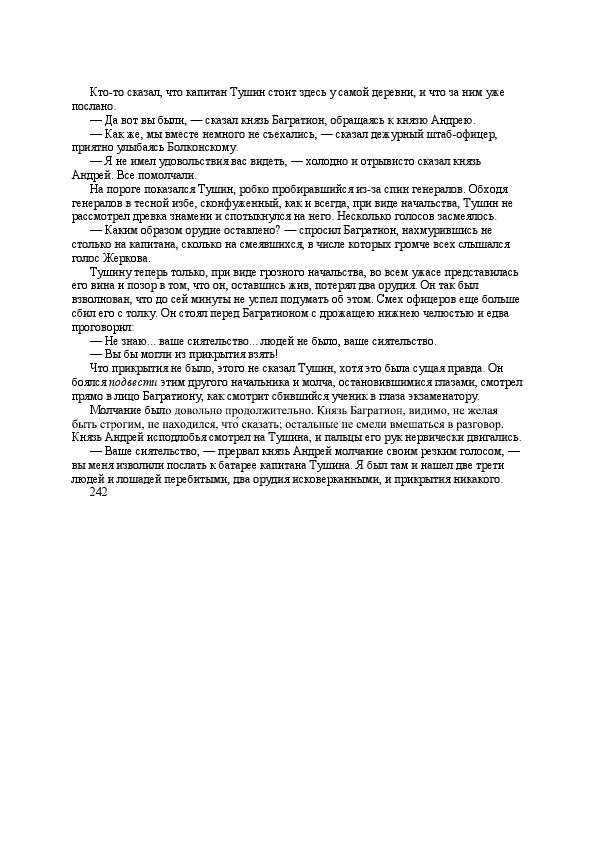 Кто-то сказал, что капитан Тушин стоит здесь у самой деревни, и что за ним уже
послано.
— Да вот вы были, — сказал князь Багратион, обращаясь к князю Андрею.
— Как же, мы вместе немного не съехались, — сказал дежурный штаб-офицер,
приятно улыбаясь Болконскому.
— Я не имел удовольствия вас видеть, — холодно и отрывисто сказал князь
Андрей. Все помолчали.
На пороге показался Тушин, робко пробиравшийся из-за спин генералов. Обходя
генералов в тесной избе, сконфуженный, как и всегда, при виде начальства, Тушин не
рассмотрел древка знамени и спотыкнулся на него. Несколько голосов засмеялось.
— Каким образом орудие оставлено? — спросил Багратион, нахмурившись не
столько на капитана, сколько на смеявшихся, в числе которых громче всех слышался
голос Жеркова.
Тушину теперь только, при виде грозного начальства, во всем ужасе представилась
его вина и позор в том, что он, оставшись жив, потерял два орудия. Он так был
взволнован, что до сей минуты не успел подумать об этом. Смех офицеров еще больше
сбил его с толку. Он стоял перед Багратионом с дрожащею нижнею челюстью и едва
проговорил:
— Не знаю... ваше сиятельство... людей не было, ваше сиятельство.
— Вы бы могли из прикрытия взять!
Что прикрытия не было, этого не сказал Тушин, хотя это была сущая правда. Он
боялся подвести этим другого начальника и молча, остановившимися глазами, смотрел
прямо в лицо Багратиону, как смотрит сбившийся ученик в глаза экзаменатору.
Молчание было довольно продолжительно. Князь Багратион, видимо, не желая
быть строгим, не находился, что́ сказать; остальные не смели вмешаться в разговор.
Князь Андрей исподлобья смотрел на Тушина, и пальцы его рук нервически двигались.
— Ваше сиятельство, — прервал князь Андрей молчание своим резким голосом, —
вы меня изволили послать к батарее капитана Тушина. Я был там и нашел две трети
людей и лошадей перебитыми, два орудия исковерканными, и прикрытия никакого.
242